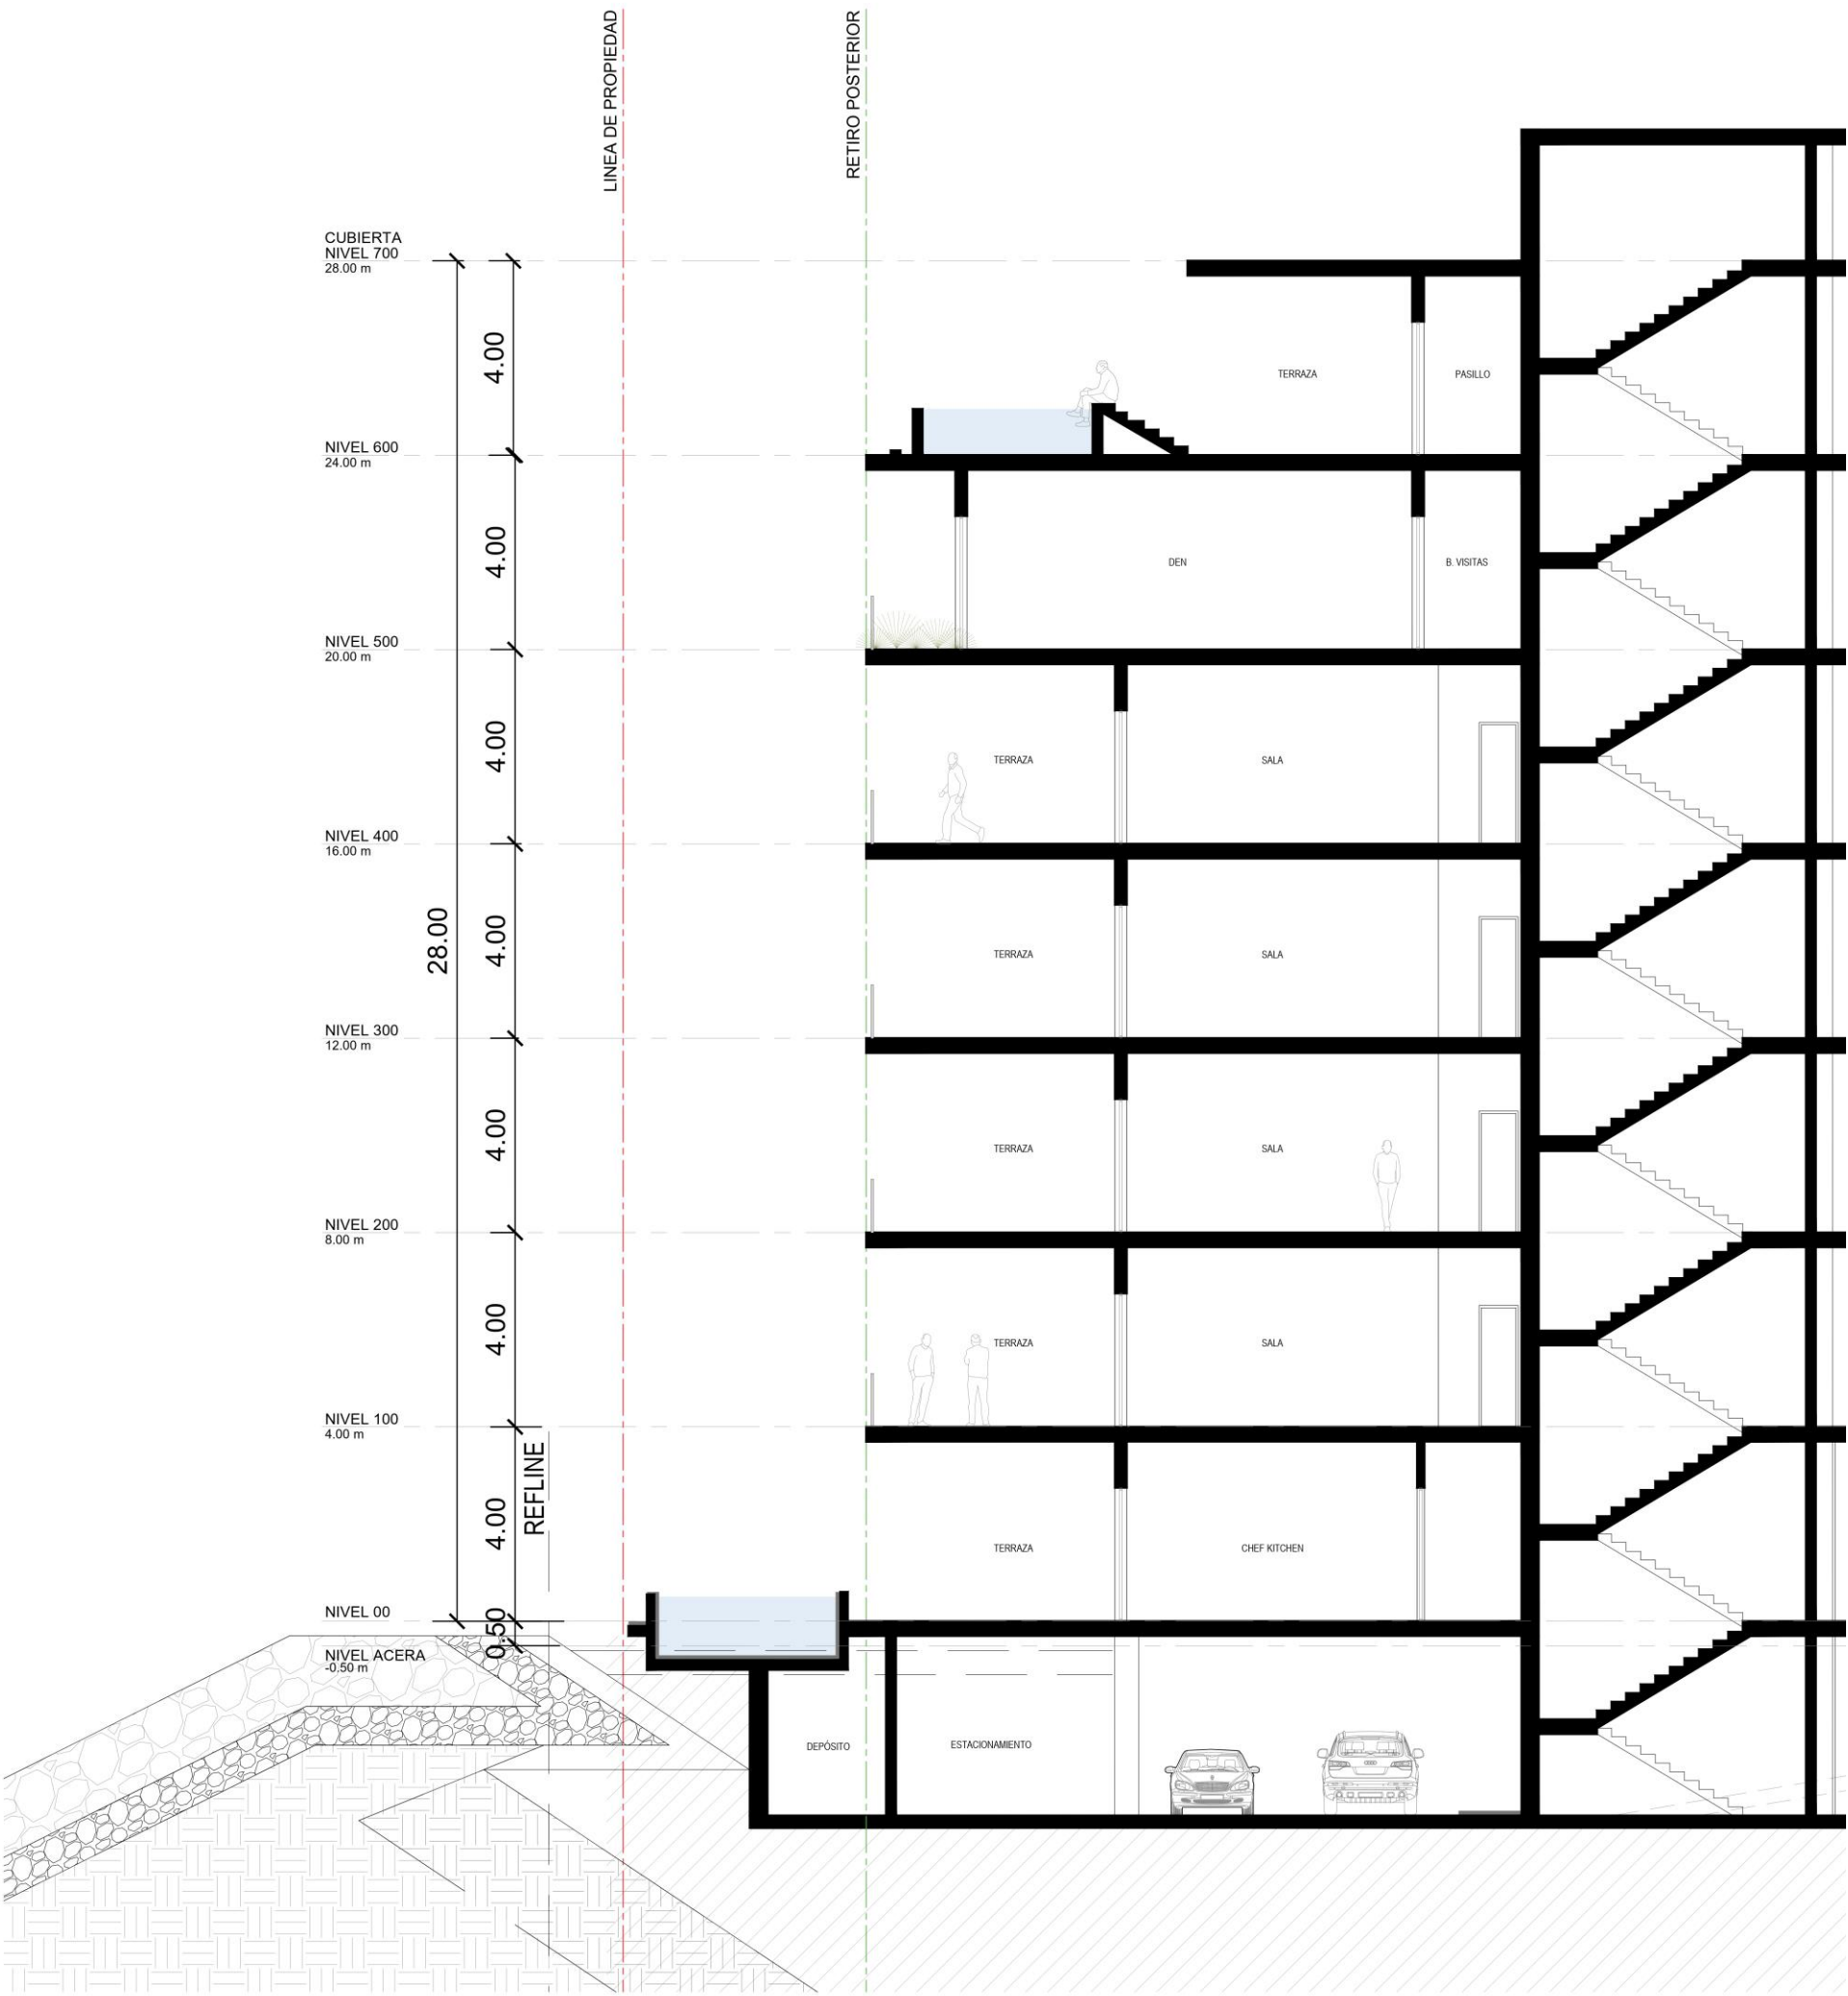 LINEA DE PROPIEDAD
RETIRO POSTERIOR
CUBIERTA
NIVEL 700
28.00 m
4.00
TERRAZA
PASILLO
NIVEL 600
24.00 m
4.00
DEN
B. VISITAS
NIVEL 500
20.00 m
4.00
TERRAZA
SALA
NIVEL 400
16.00 m
28.00
4.00
TERRAZA
SALA
NIVEL 300
12.00 m
4.00
TERRAZA
SALA
NIVEL 200
8.00 m
4.00
TERRAZA
SALA
NIVEL 100
4.00 m
REFLINE
4.00
TERRAZA
CHEF KITCHEN
NIVEL 00
0.50
NIVEL ACERA
-0.50 m
DEPÓSITO
ESTACIONAMIENTO